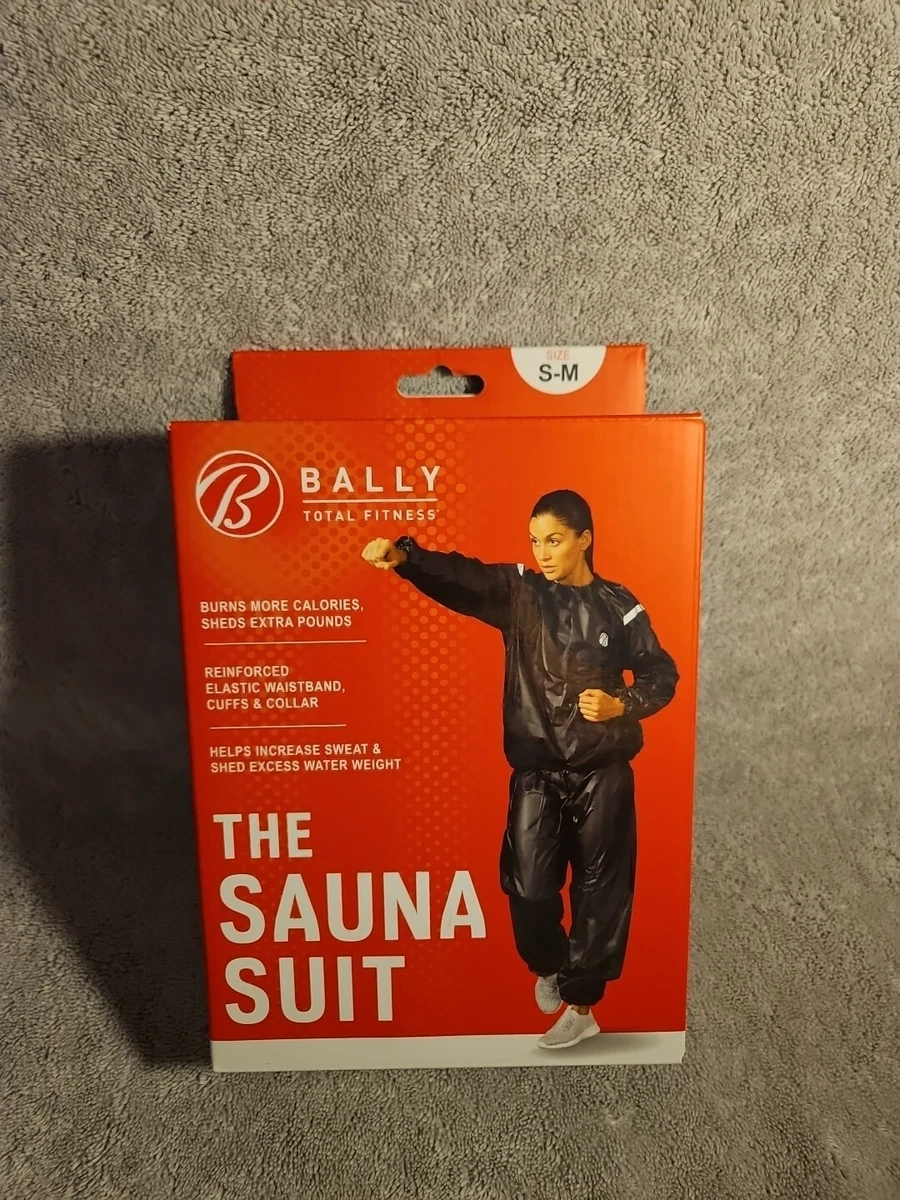 SIZE
S-M
B
BALLY
TOTAL FITNESS
BURNS MORE CALORIES,
SHEDS EXTRA POUNDS
REINFORCED
ELASTIC WAISTBAND,
CUFFS & COLLAR
HELPS INCREASE SWEAT &
SHED EXCESS WATER WEIGHT
THE
SAUNA
SUIT